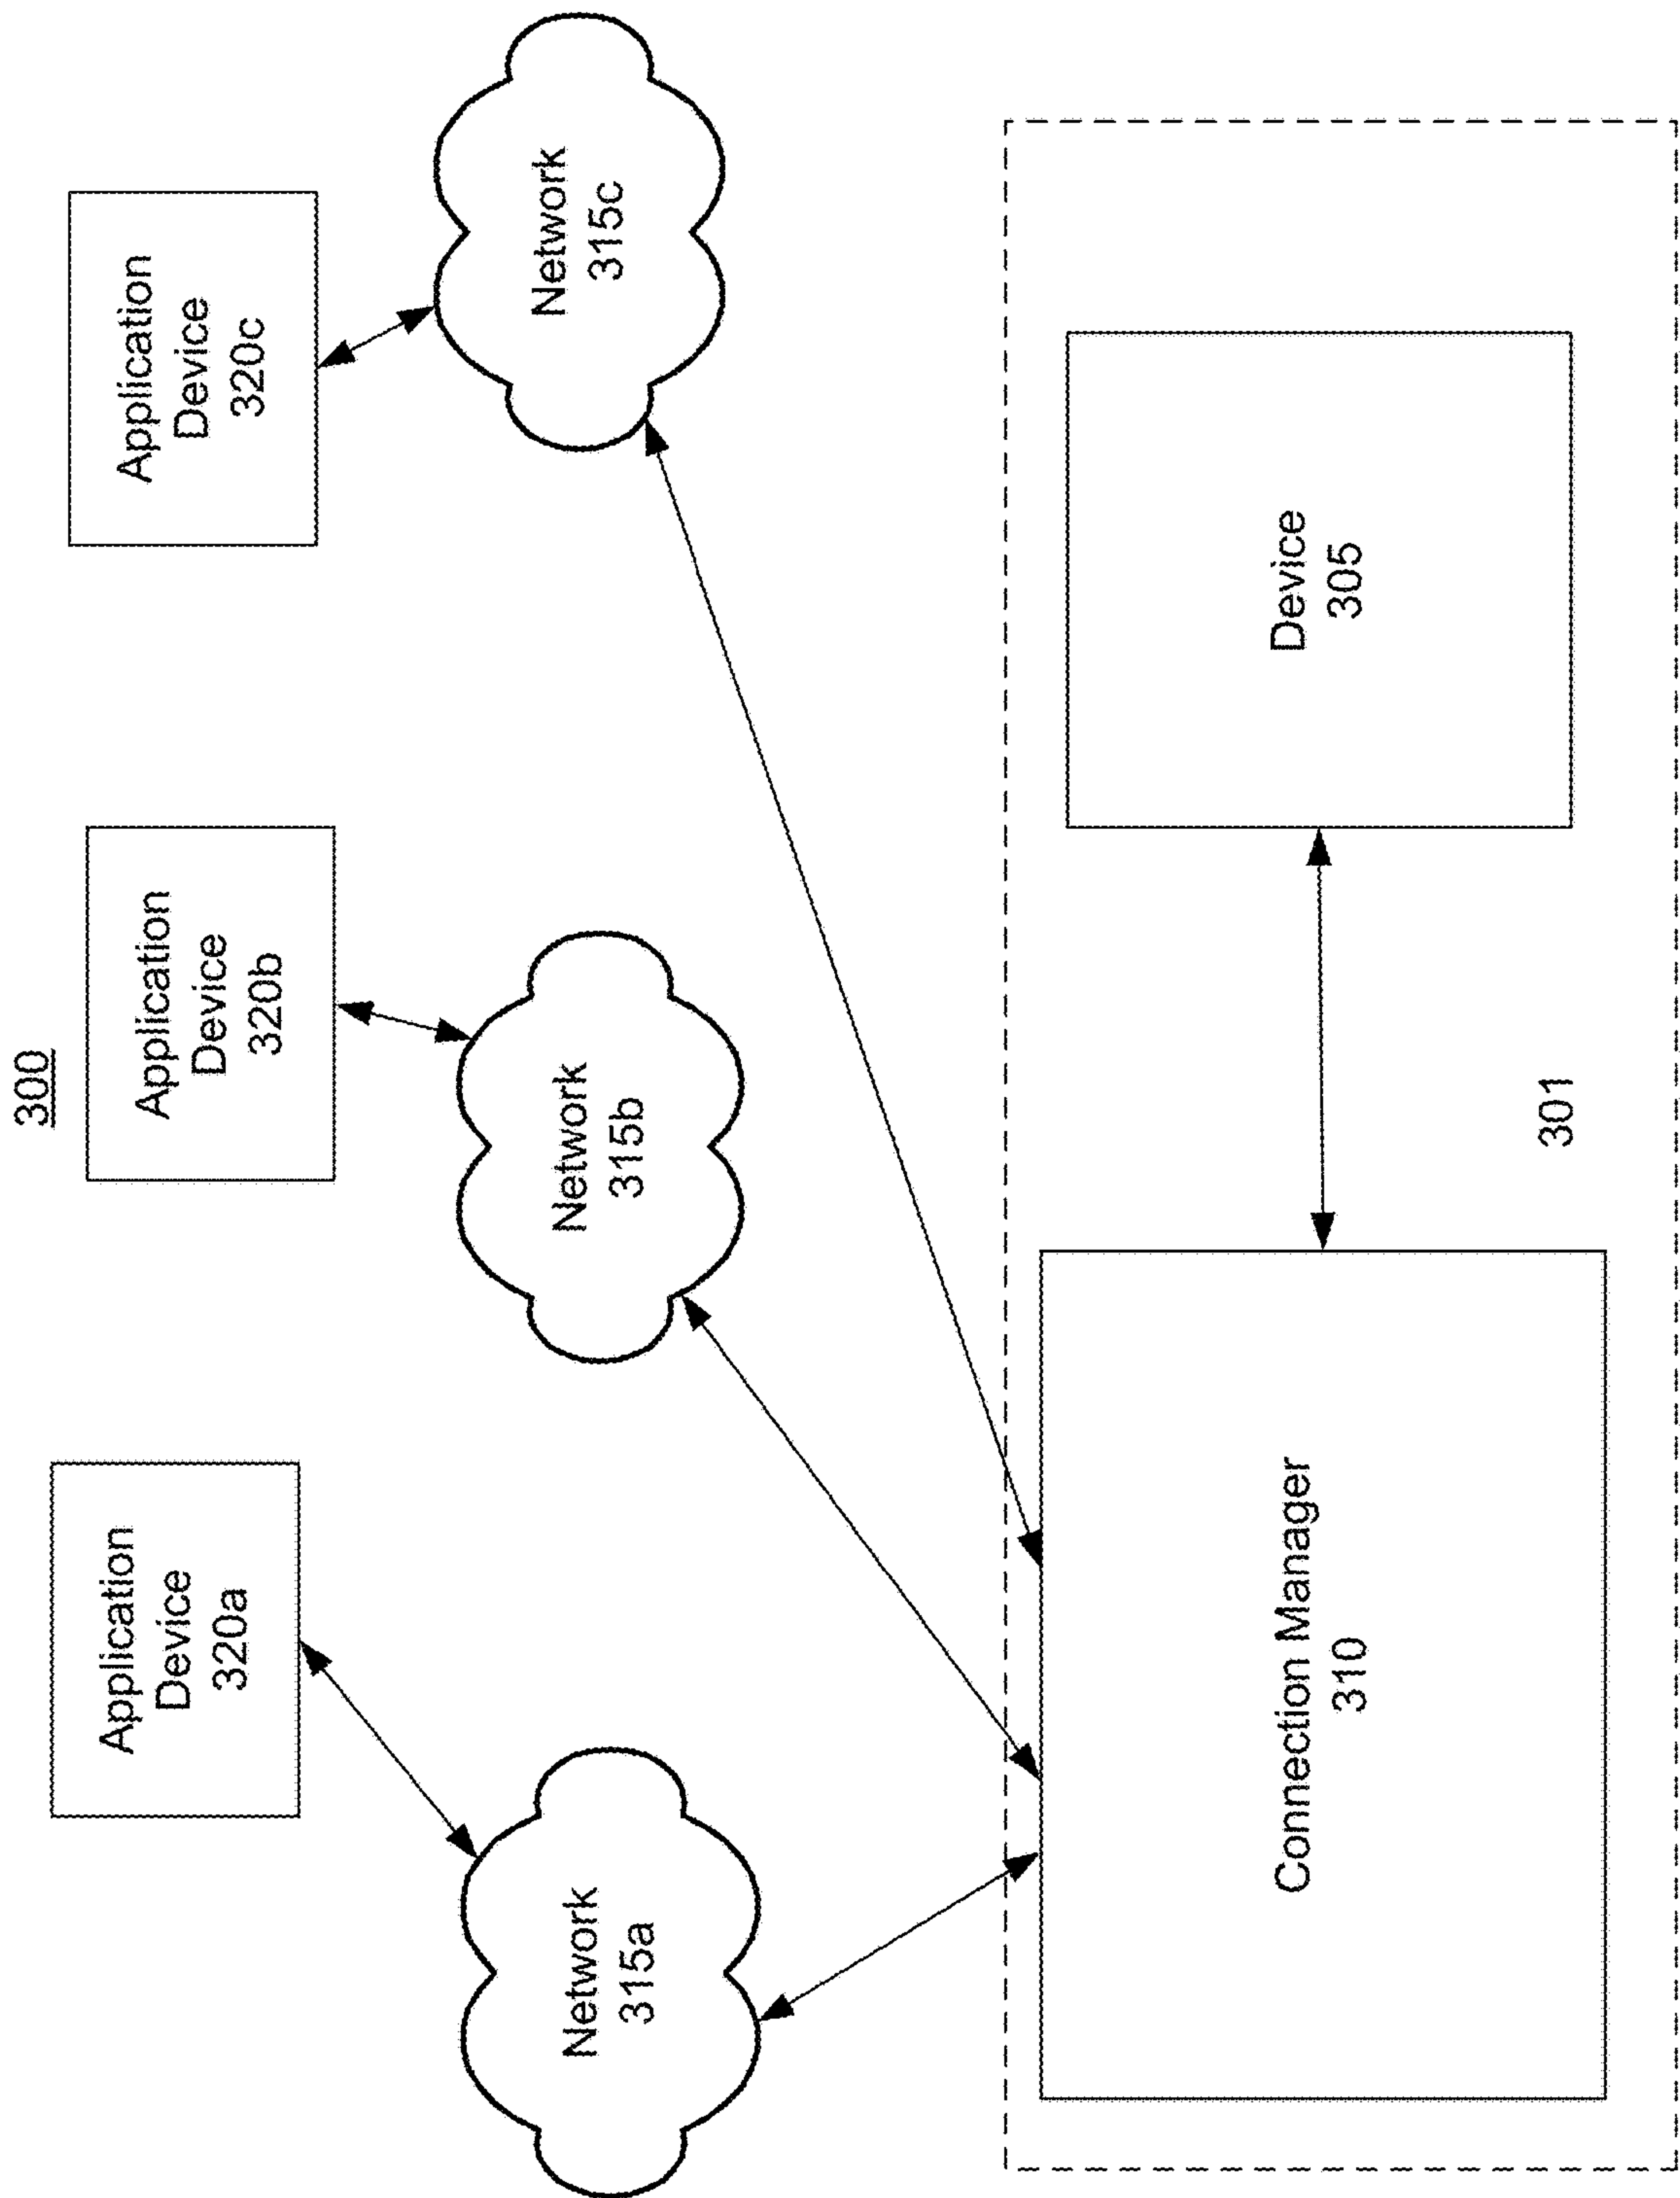 300
Application
Device
320a
Application
Device
320b
Application
Device
320c
Network
315a
Network
315b
Network
315c
Connection Manager
310
Device
305
301